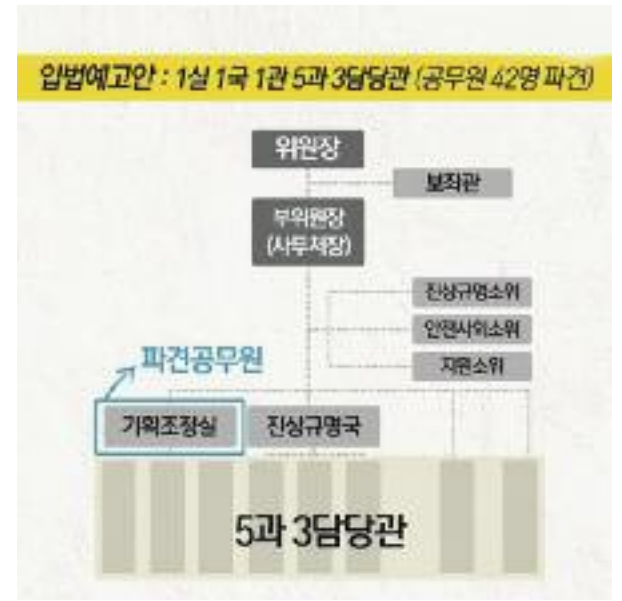 입법예고안 : 1실 1국 1관 5과 3담당관 (공무원 42명 파견)
위원장
보좌관
부위원장
(사무처장)
진상규명소위
안전사회소위
지원소위
파견공무원
기획조정실
진상규명국
5과 3담당관